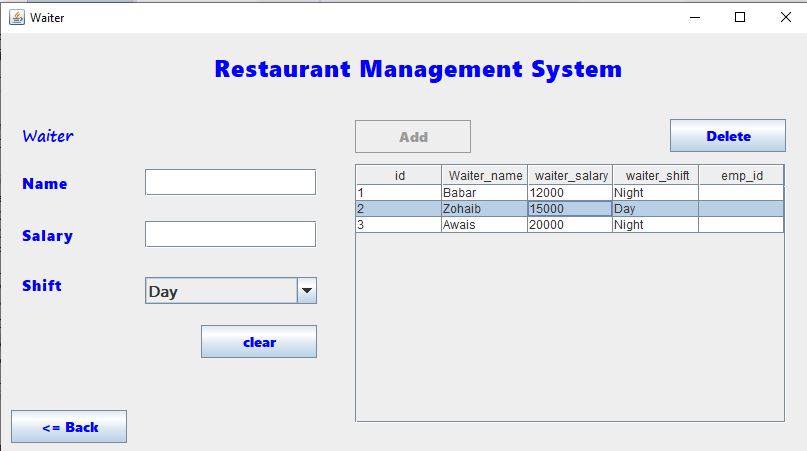 Waiter
Restaurant Management System
Waiter
Add
Delete
Name
Salary
Shift
Day
clear
<= Back
id Waiter_name waiter_salary waiter_shift emp_id
1 Babar 12000 Night
2 Zohaib 15000 Day
3 Awais 20000 Night